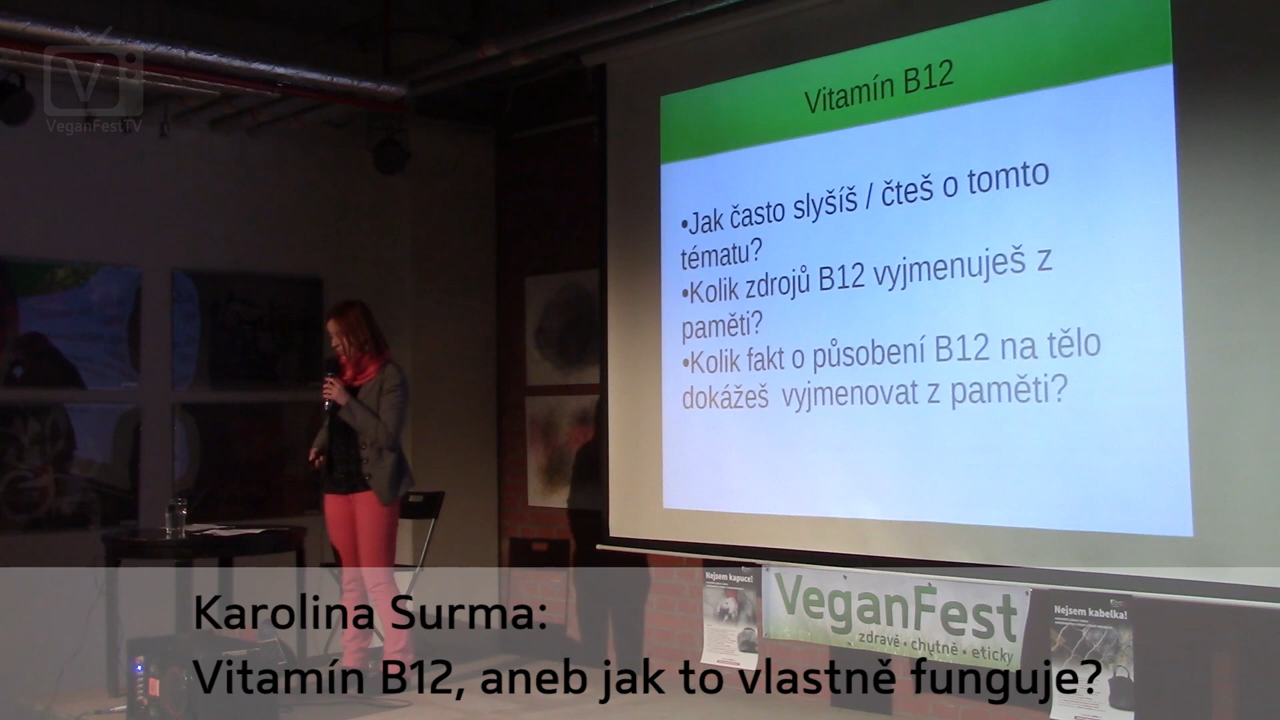 V
VeganFestTV
Vitamín B12
•Jak často slyšíš / čteš o tomto
tématu?
•Kolik zdrojů B12 vyjmenuješ z
paměti?
•Kolik fakt o působení B12 na tělo
dokážeš vyjmenovat z paměti?
Nejsem kapuce!
VeganFest
zdravě • chutně • eticky
Nejsem kabelka!
Karolina Surma:
Vitamín B12, aneb jak to vlastně funguje?